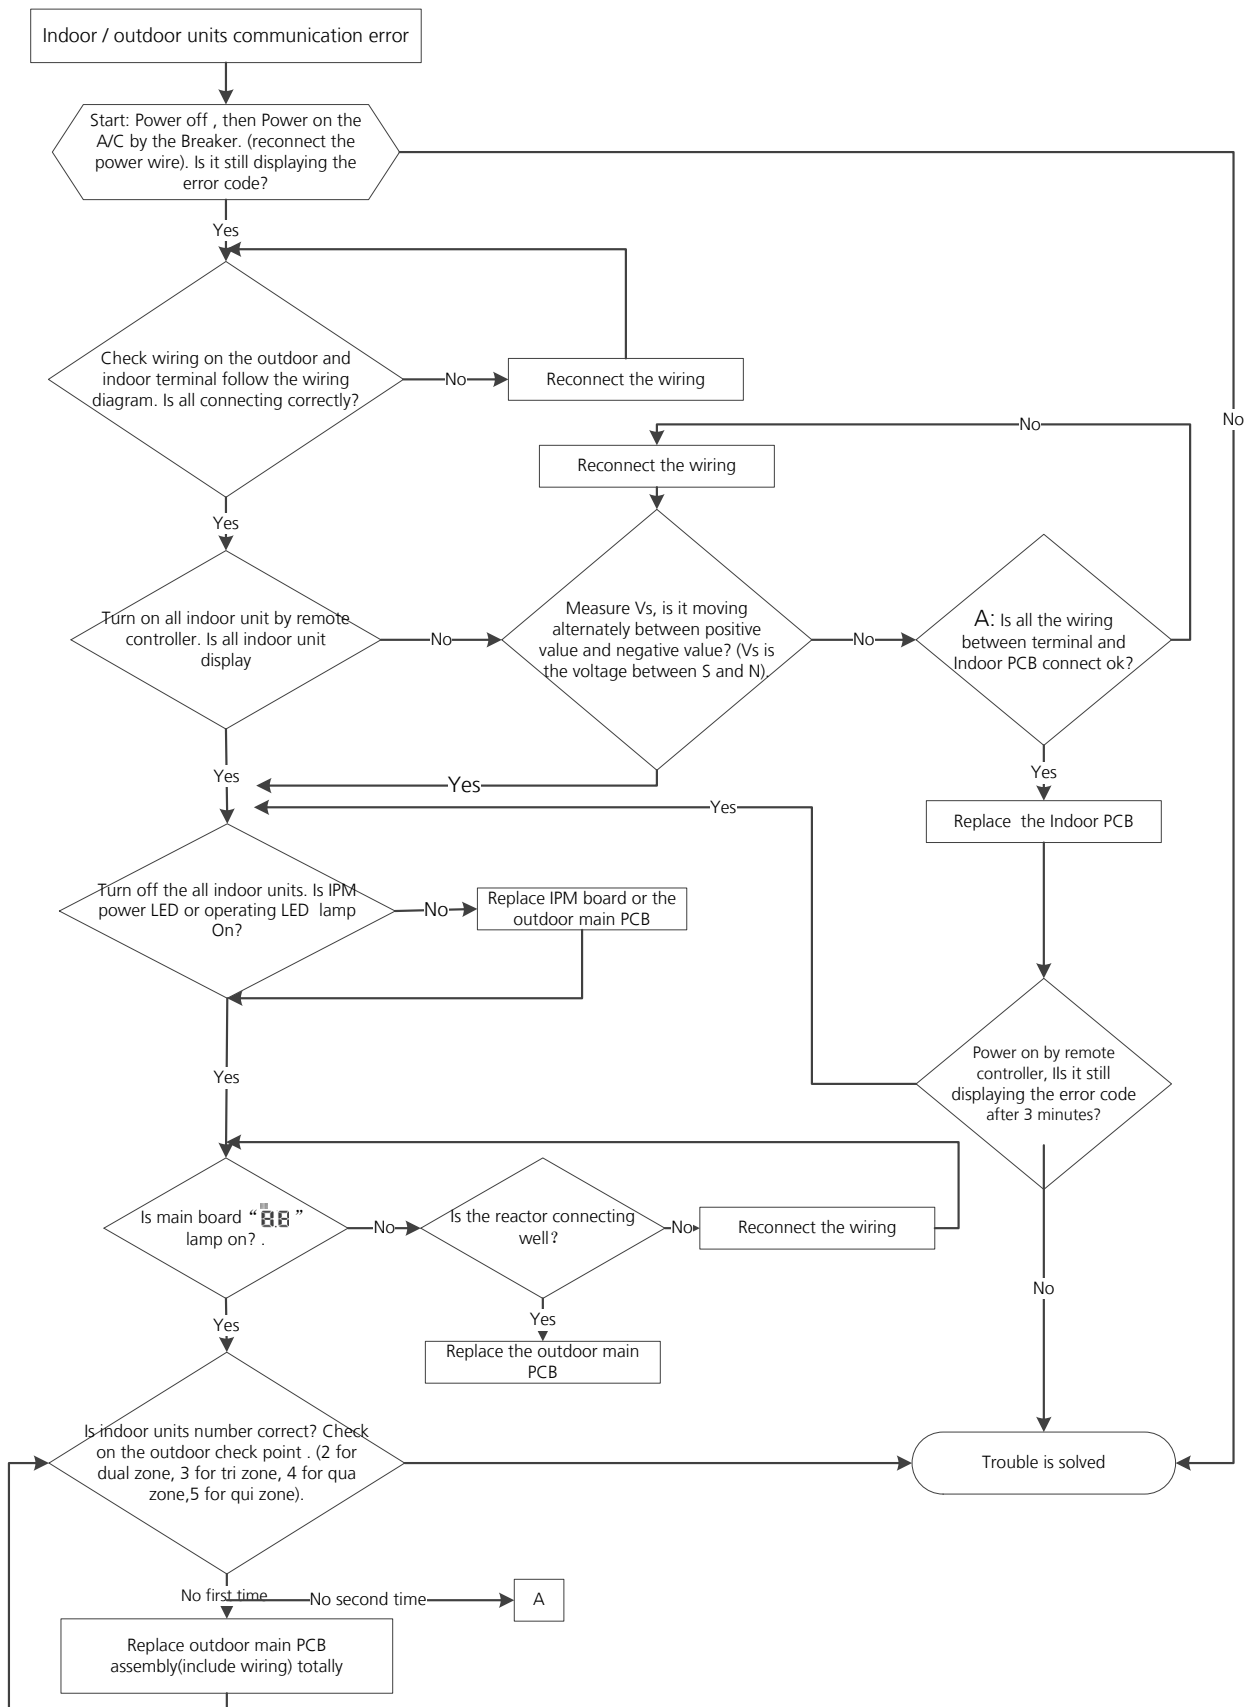 Indoor / outdoor units communication error
Start: Power off , then Power on the
A/C by the Breaker. (reconnect the
power wire). Is it still displaying the
error code?
Yes
No
Check wiring on the outdoor and
indoor terminal follow the wiring
diagram. Is all connecting correctly?
No
Reconnect the wiring
Yes
No
Reconnect the wiring
Turn on all indoor unit by remote
controller. Is all indoor unit
display
No
Measure Vs, is it moving
alternately between positive
value and negative value? (Vs is
the voltage between S and N).
No
A: Is all the wiring
between terminal and
Indoor PCB connect ok?
Yes
Yes
Yes
Yes
Replace the Indoor PCB
Turn off the all indoor units. Is IPM
power LED or operating LED lamp
On?
No
Replace IPM board or the
outdoor main PCB
Yes
Power on by remote
controller, IIs it still
displaying the error code
after 3 minutes?
No
Is main board “ 8.8 ”
lamp on? .
No
Is the reactor connecting
well?
No
Reconnect the wiring
Yes
Yes
Replace the outdoor main
PCB
Is indoor units number correct? Check
on the outdoor check point . (2 for
dual zone, 3 for tri zone, 4 for qua
zone,5 for qui zone).
Trouble is solved
No first time
No second time
A
Replace outdoor main PCB
assembly(include wiring) totally